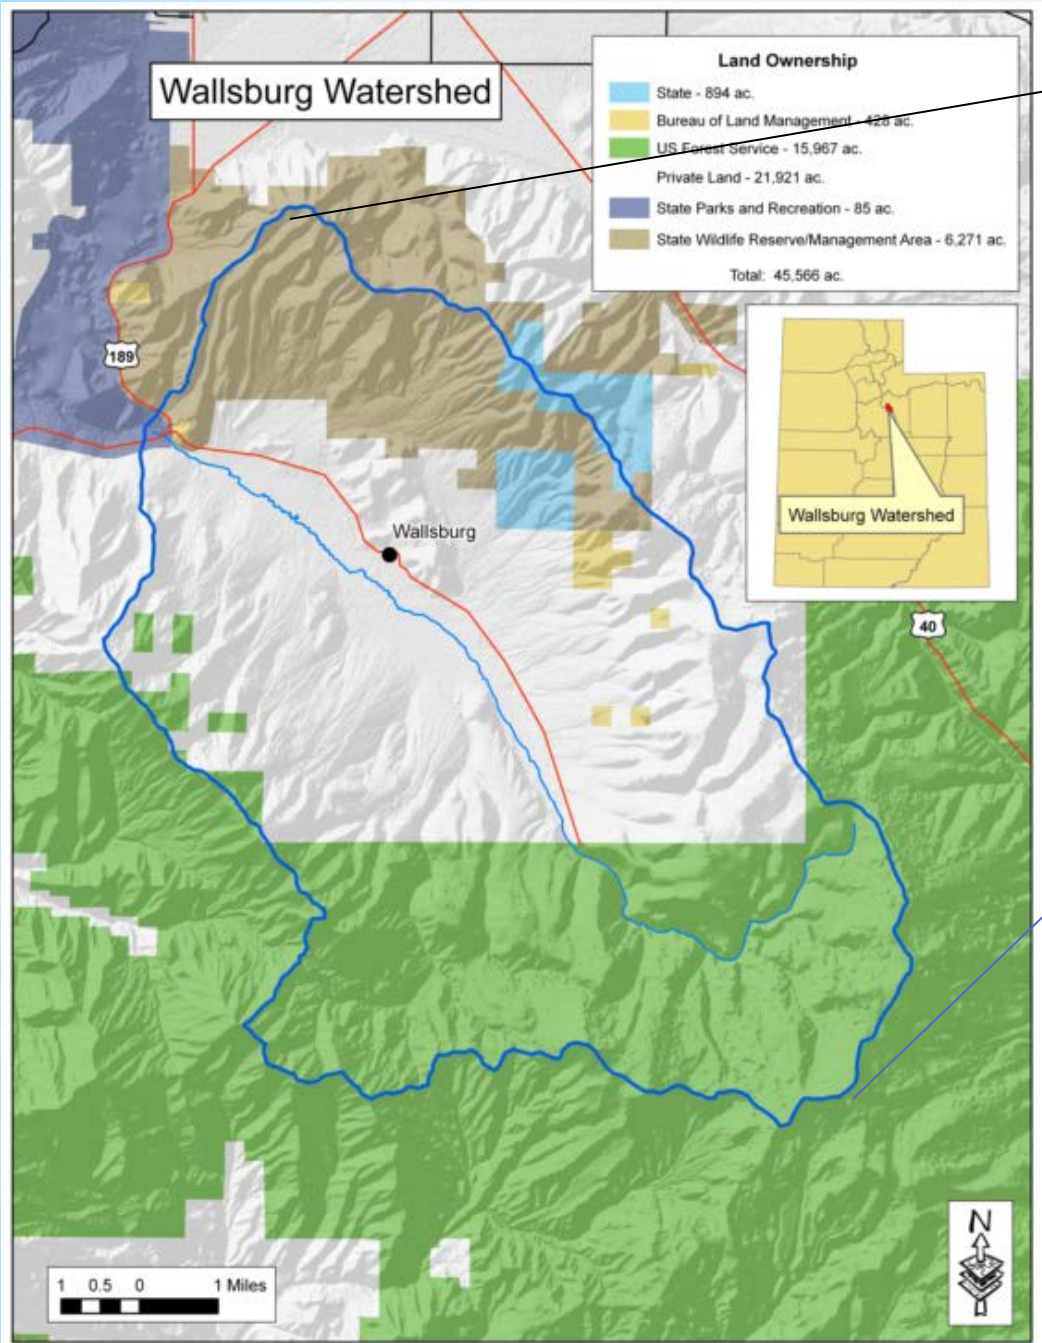 Wallsburg Watershed
Land Ownership
State - 894 ac.
Bureau of Land Management - 428 ac.
US Forest Service - 15,967 ac.
Private Land - 21,921 ac.
State Parks and Recreation - 85 ac.
State Wildlife Reserve/Management Area - 6,271 ac.
Total: 45,566 ac.
189
Wallsburg Watershed
Wallsburg
40
N
1 0.5 0 1 Miles